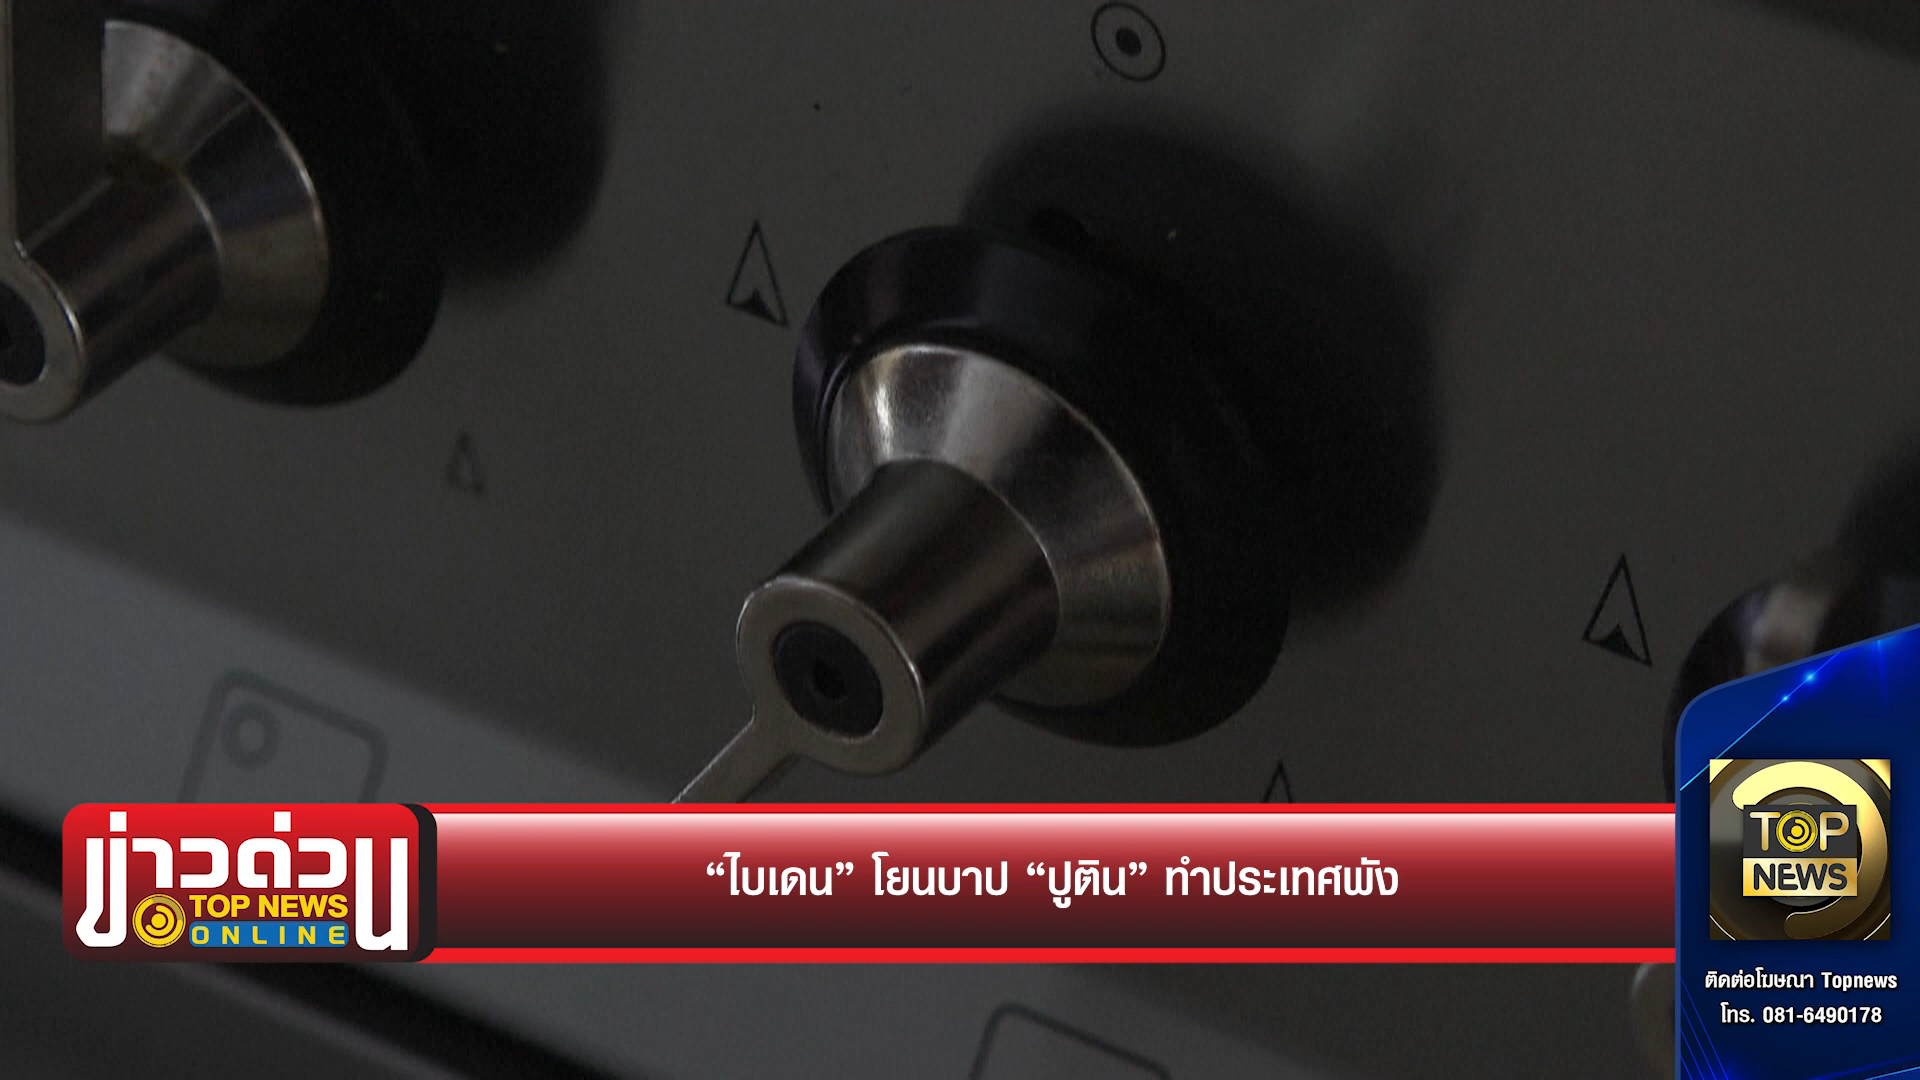 ข่าวด่วน
TOP NEWS
ONLINE
“ไบเดน” โยนบาป “ปูติน” ทำประเทศพัง
TOP
NEWS
ติดต่อโฆษณา Topnews
โทร. 081-6490178